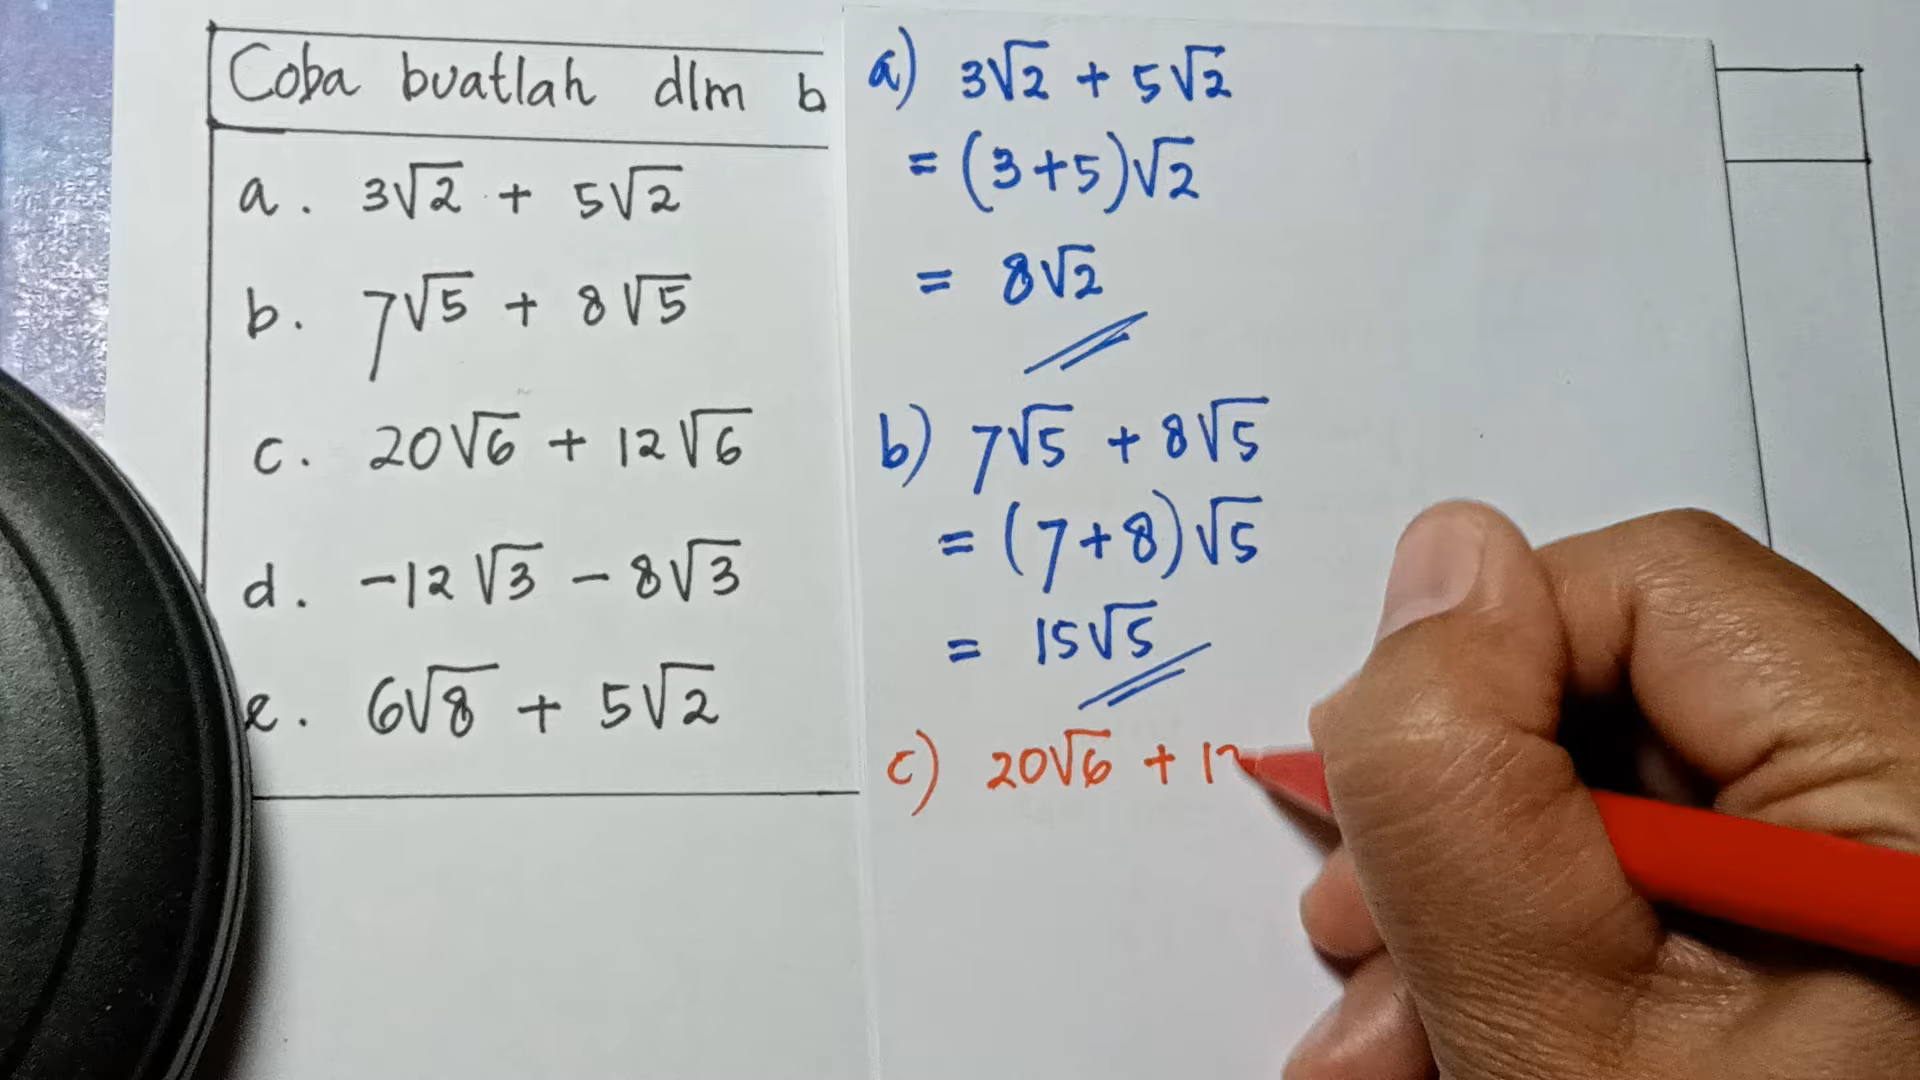 Coba buatlah dlm b
a. 3√2 + 5√2
b. 7√5 + 8√5
c. 20√6 + 12√6
d. -12√3 - 8√3
e. 6√8 + 5√2
a) 3√2 + 5√2
= (3+5)√2
= 8√2
b) 7√5 + 8√5
= (7+8)√5
= 15√5
c) 20√6 + 12